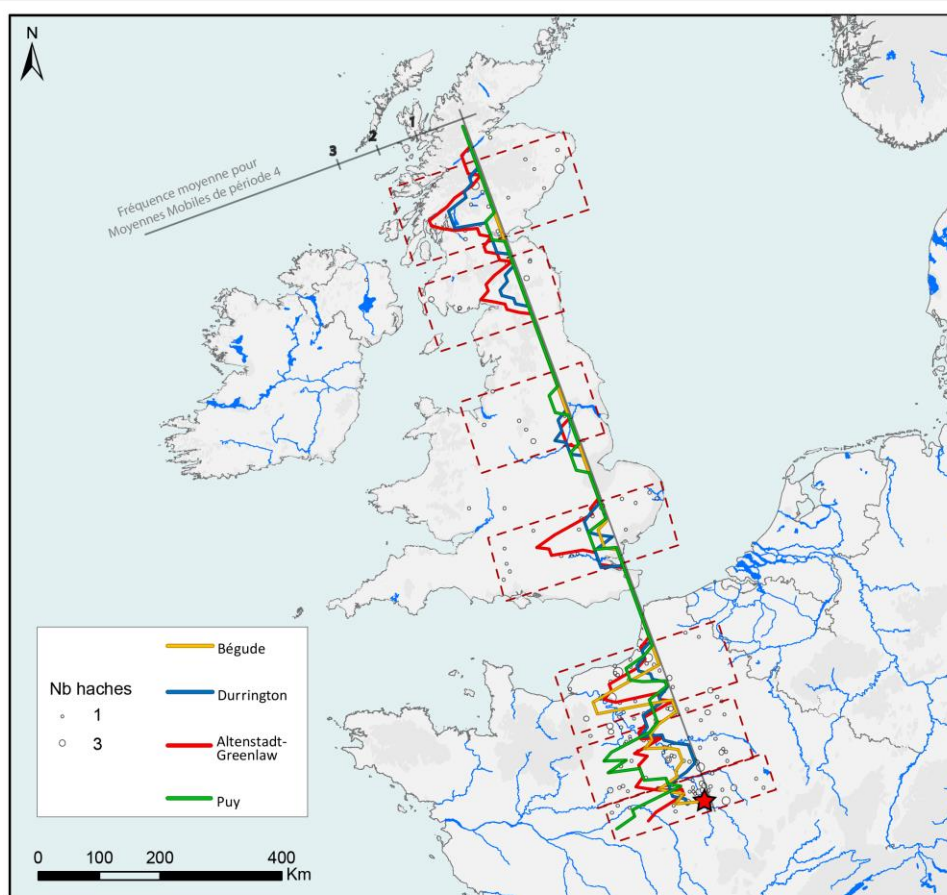 N
1
2
3
Fréquence moyenne pour
Moyennes Mobiles de période 4
Nb haches
1
3
Bégude
Durrington
Altenstadt-
Greenlaw
Puy
0 100 200 400
Km